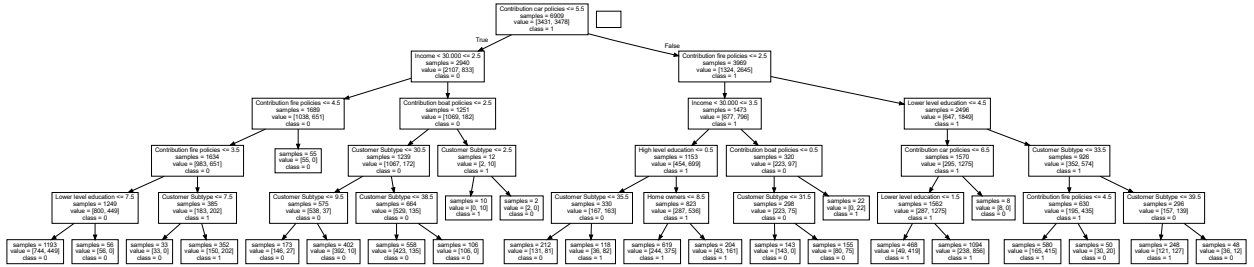 Contribution car policies <= 5.5
samples = 6909
value = [3431, 3478]
class = 1
True
False
Income < 30.000 <= 2.5
samples = 2940
value = [2107, 833]
class = 0
Contribution fire policies <= 2.5
samples = 3969
value = [1324, 2645]
class = 1
Contribution fire policies <= 4.5
samples = 1689
value = [1038, 651]
class = 0
Contribution boat policies <= 2.5
samples = 1251
value = [1069, 182]
class = 0
Income < 30.000 <= 3.5
samples = 1473
value = [677, 796]
class = 1
Lower level education <= 4.5
samples = 2496
value = [647, 1849]
class = 1
Contribution fire policies <= 3.5
samples = 1634
value = [983, 651]
class = 0
samples = 55
value = [55, 0]
class = 0
Customer Subtype <= 30.5
samples = 1239
value = [1067, 172]
class = 0
Customer Subtype <= 2.5
samples = 12
value = [2, 10]
class = 1
High level education <= 0.5
samples = 1153
value = [454, 699]
class = 1
Contribution boat policies <= 0.5
samples = 320
value = [223, 97]
class = 0
Contribution car policies <= 6.5
samples = 1570
value = [295, 1275]
class = 1
Customer Subtype <= 33.5
samples = 926
value = [352, 574]
class = 1
Lower level education <= 7.5
samples = 1249
value = [800, 449]
class = 0
Customer Subtype <= 7.5
samples = 385
value = [183, 202]
class = 1
Customer Subtype <= 9.5
samples = 575
value = [538, 37]
class = 0
Customer Subtype <= 38.5
samples = 664
value = [529, 135]
class = 0
samples = 10
value = [0, 10]
class = 1
samples = 2
value = [2, 0]
class = 0
Customer Subtype <= 35.5
samples = 330
value = [167, 163]
class = 0
Home owners <= 8.5
samples = 823
value = [287, 536]
class = 1
Customer Subtype <= 31.5
samples = 298
value = [223, 75]
class = 0
samples = 22
value = [0, 22]
class = 1
Lower level education <= 1.5
samples = 1562
value = [287, 1275]
class = 1
samples = 8
value = [8, 0]
class = 0
Contribution fire policies <= 4.5
samples = 630
value = [195, 435]
class = 1
Customer Subtype <= 39.5
samples = 296
value = [157, 139]
class = 0
samples = 1193
value = [744, 449]
class = 0
samples = 56
value = [56, 0]
class = 0
samples = 33
value = [33, 0]
class = 0
samples = 352
value = [150, 202]
class = 1
samples = 173
value = [146, 27]
class = 0
samples = 402
value = [392, 10]
class = 0
samples = 558
value = [423, 135]
class = 0
samples = 106
value = [106, 0]
class = 0
samples = 212
value = [131, 81]
class = 0
samples = 118
value = [36, 82]
class = 1
samples = 619
value = [244, 375]
class = 1
samples = 204
value = [43, 161]
class = 1
samples = 143
value = [143, 0]
class = 0
samples = 155
value = [80, 75]
class = 0
samples = 468
value = [49, 419]
class = 1
samples = 1094
value = [238, 856]
class = 1
samples = 580
value = [165, 415]
class = 1
samples = 50
value = [30, 20]
class = 0
samples = 248
value = [121, 127]
class = 1
samples = 48
value = [36, 12]
class = 0